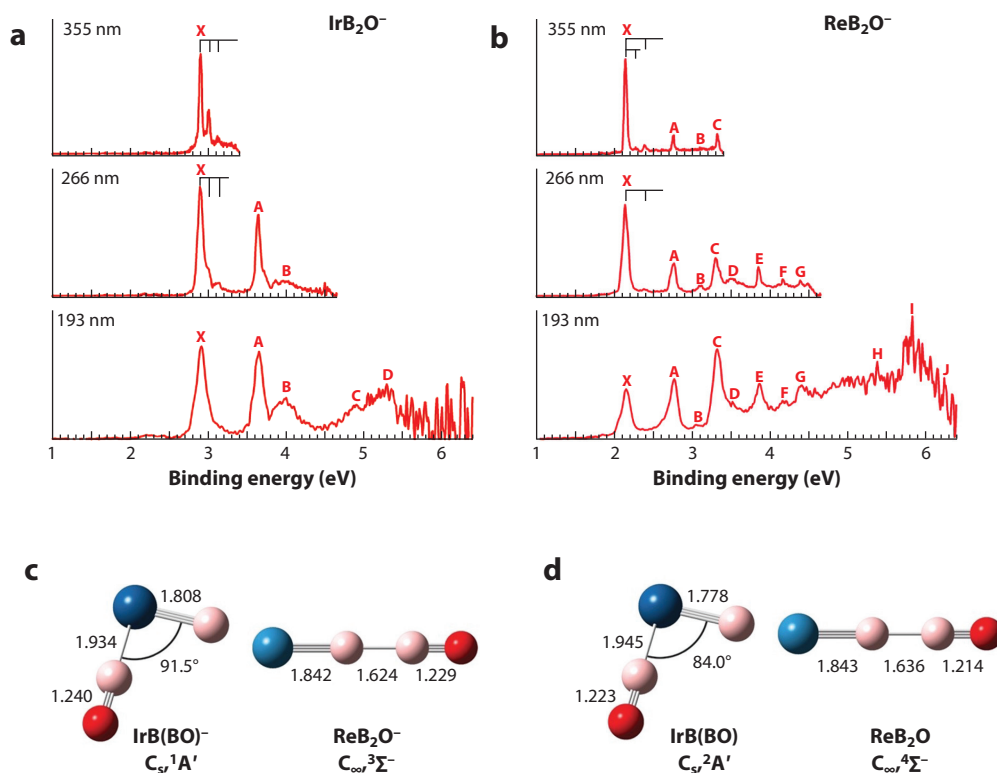 a
355 nm
IrB₂O⁻
X
266 nm
X
A
B
193 nm
X
A
B
C
D
1 2 3 4 5 6
Binding energy (eV)
b
355 nm
ReB₂O⁻
X
A
B
C
266 nm
X
A
B
C
D
E
F
G
193 nm
X
A
B
C
D
E
F
G
H
I
J
1 2 3 4 5 6
Binding energy (eV)
c
1.808
1.934
91.5°
1.240
1.842 1.624 1.229
IrB(BO)⁻ ReB₂O⁻
Cₛ, ¹A′ C∞, ³Σ⁻
d
1.778
1.945
84.0°
1.223
1.843 1.636 1.214
IrB(BO) ReB₂O
Cₛ, ²A′ C∞, ⁴Σ⁻